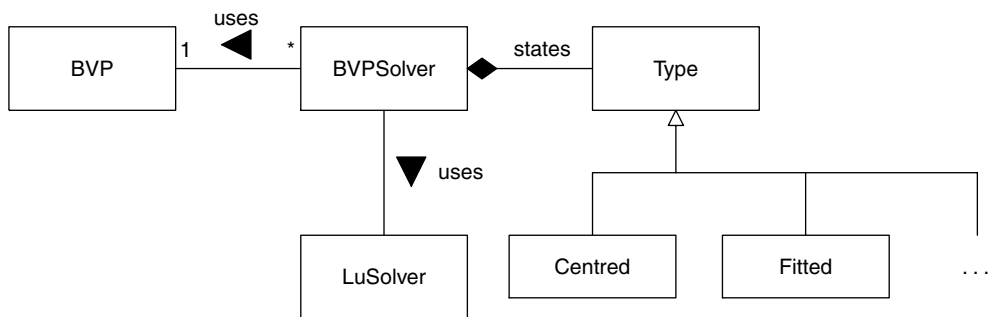 uses
1
*
states
BVP
BVPSolver
Type
uses
LuSolver
Centred
Fitted
...